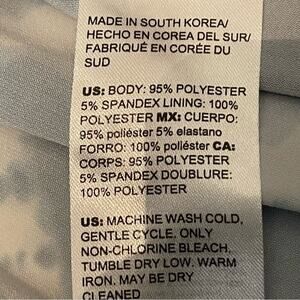 MADE IN SOUTH KOREA/
HECHO EN COREA DEL SUR/
FABRIQUÉ EN CORÉE DU
SUD
US: BODY: 95% POLYESTER
5% SPANDEX LINING: 100%
POLYESTER MX: CUERPO:
95% poliéster 5% elastano
FORRO: 100% poliéster CA:
CORPS: 95% POLYESTER
5% SPANDEX DOUBLURE:
100% POLYESTER
US: MACHINE WASH COLD,
GENTLE CYCLE. ONLY
NON-CHLORINE BLEACH,
TUMBLE DRY LOW. WARM
IRON. MAY BE DRY
CLEANED